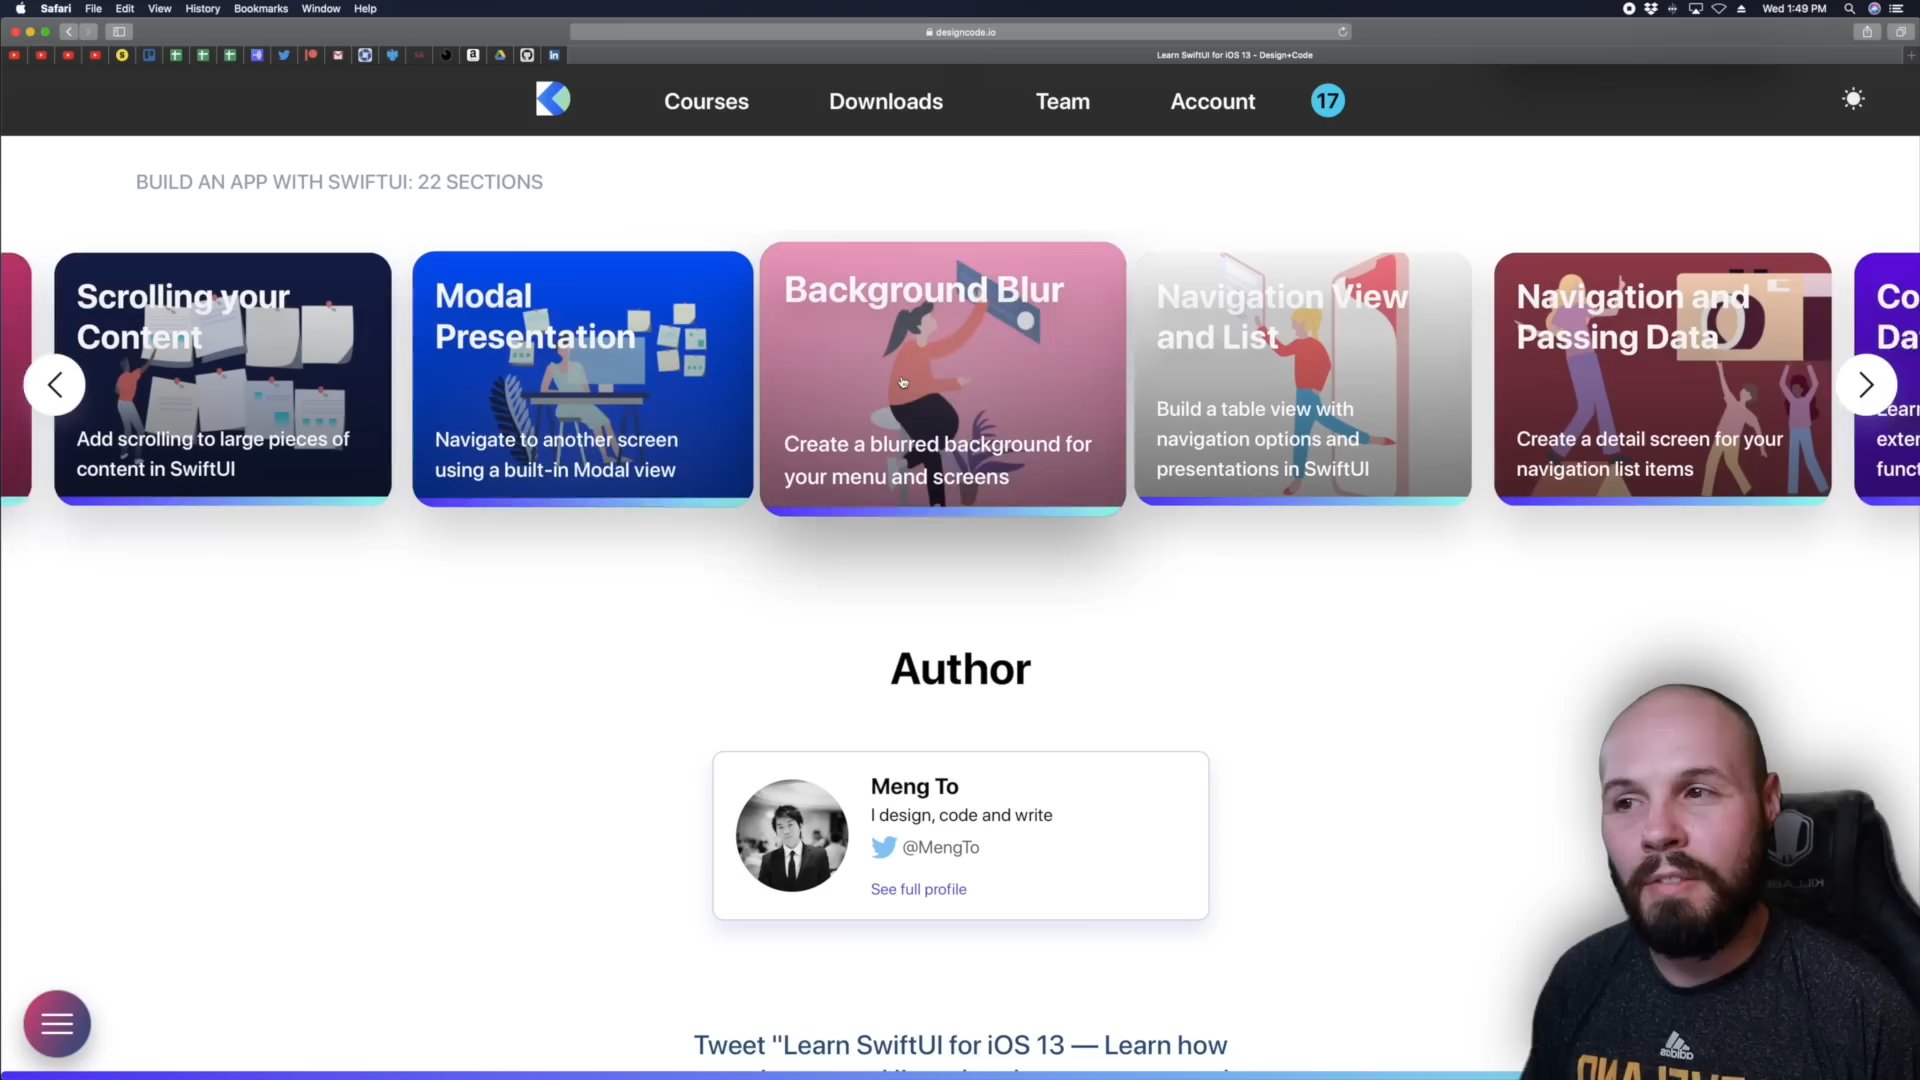 Safari File Edit View History Bookmarks Window Help
Wed 1:49 PM
designcode.io
Learn SwiftUI for iOS 13 - Design+Code
Courses Downloads Team Account 17
BUILD AN APP WITH SWIFTUI: 22 SECTIONS
Scrolling your
Content
Add scrolling to large pieces of
content in SwiftUI
Modal
Presentation
Navigate to another screen
using a built-in Modal view
Background Blur
Create a blurred background for
your menu and screens
Navigation View
and List
Build a table view with
navigation options and
presentations in SwiftUI
Navigation and
Passing Data
Create a detail screen for your
navigation list items
Co
Da
Author
Meng To
I design, code and write
@MengTo
See full profile
Tweet "Learn SwiftUI for iOS 13 — Learn how
adidas